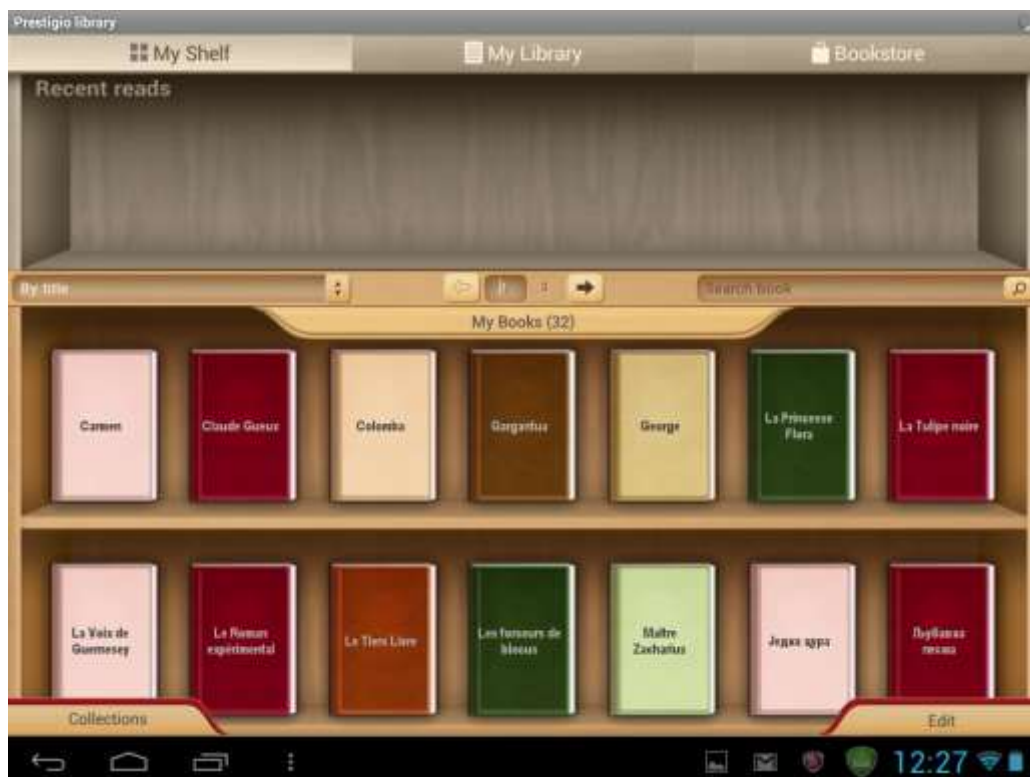 Prestigio library
My Shelf
My Library
Bookstore
Recent reads
By title
Search book
My Books (32)
Carmen
Claude Gueux
Colomba
Gargantua
George
La Princesse
Flora
La Tulipe noire
La Voix de
Guernesey
Le Roman
expérimental
Le Tiers Livre
Les fumeurs de
Maître
Zacharius
Collections
Edit
12:27